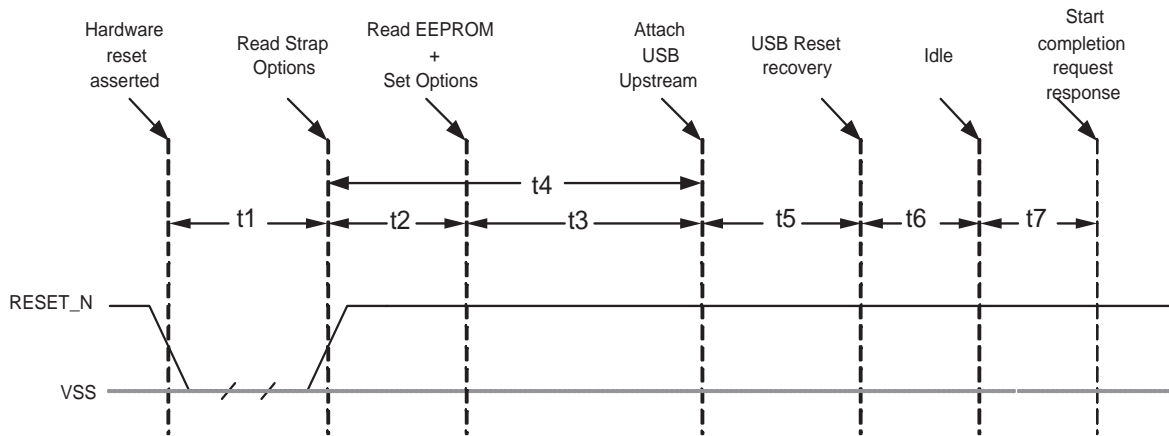 Hardware
reset
asserted
Read Strap
Options
Read EEPROM
+
Set Options
Attach
USB
Upstream
USB Reset
recovery
Idle
Start
completion
request
response
t4
t1
t2
t3
t5
t6
t7
RESET_N
VSS